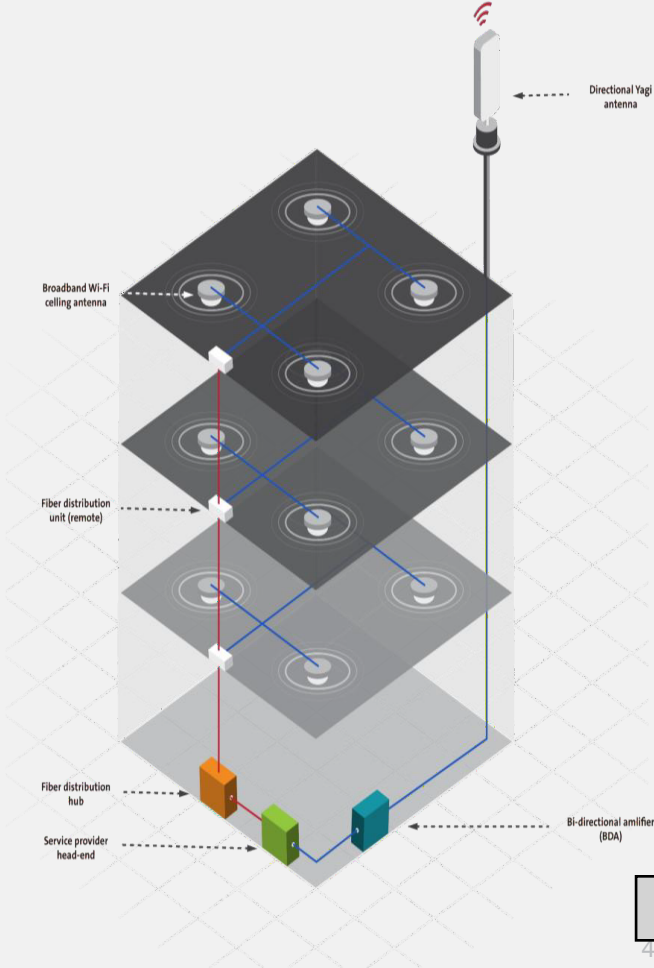 Directional Yagi
antenna
Broadband Wi-Fi
celling antenna
Fiber distribution
unit (remote)
Fiber distribution
hub
Service provider
head-end
Bi-directional amlifier
(BDA)
4